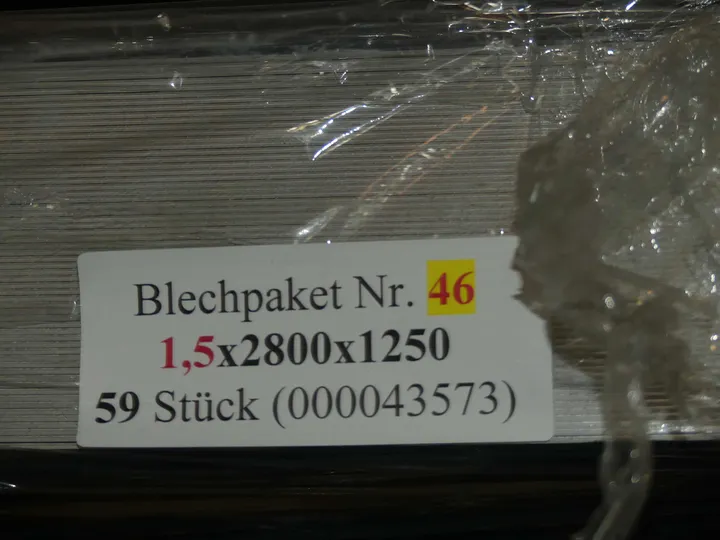 Blechpaket Nr. 46
1,5x2800x1250
59 Stück (000043573)